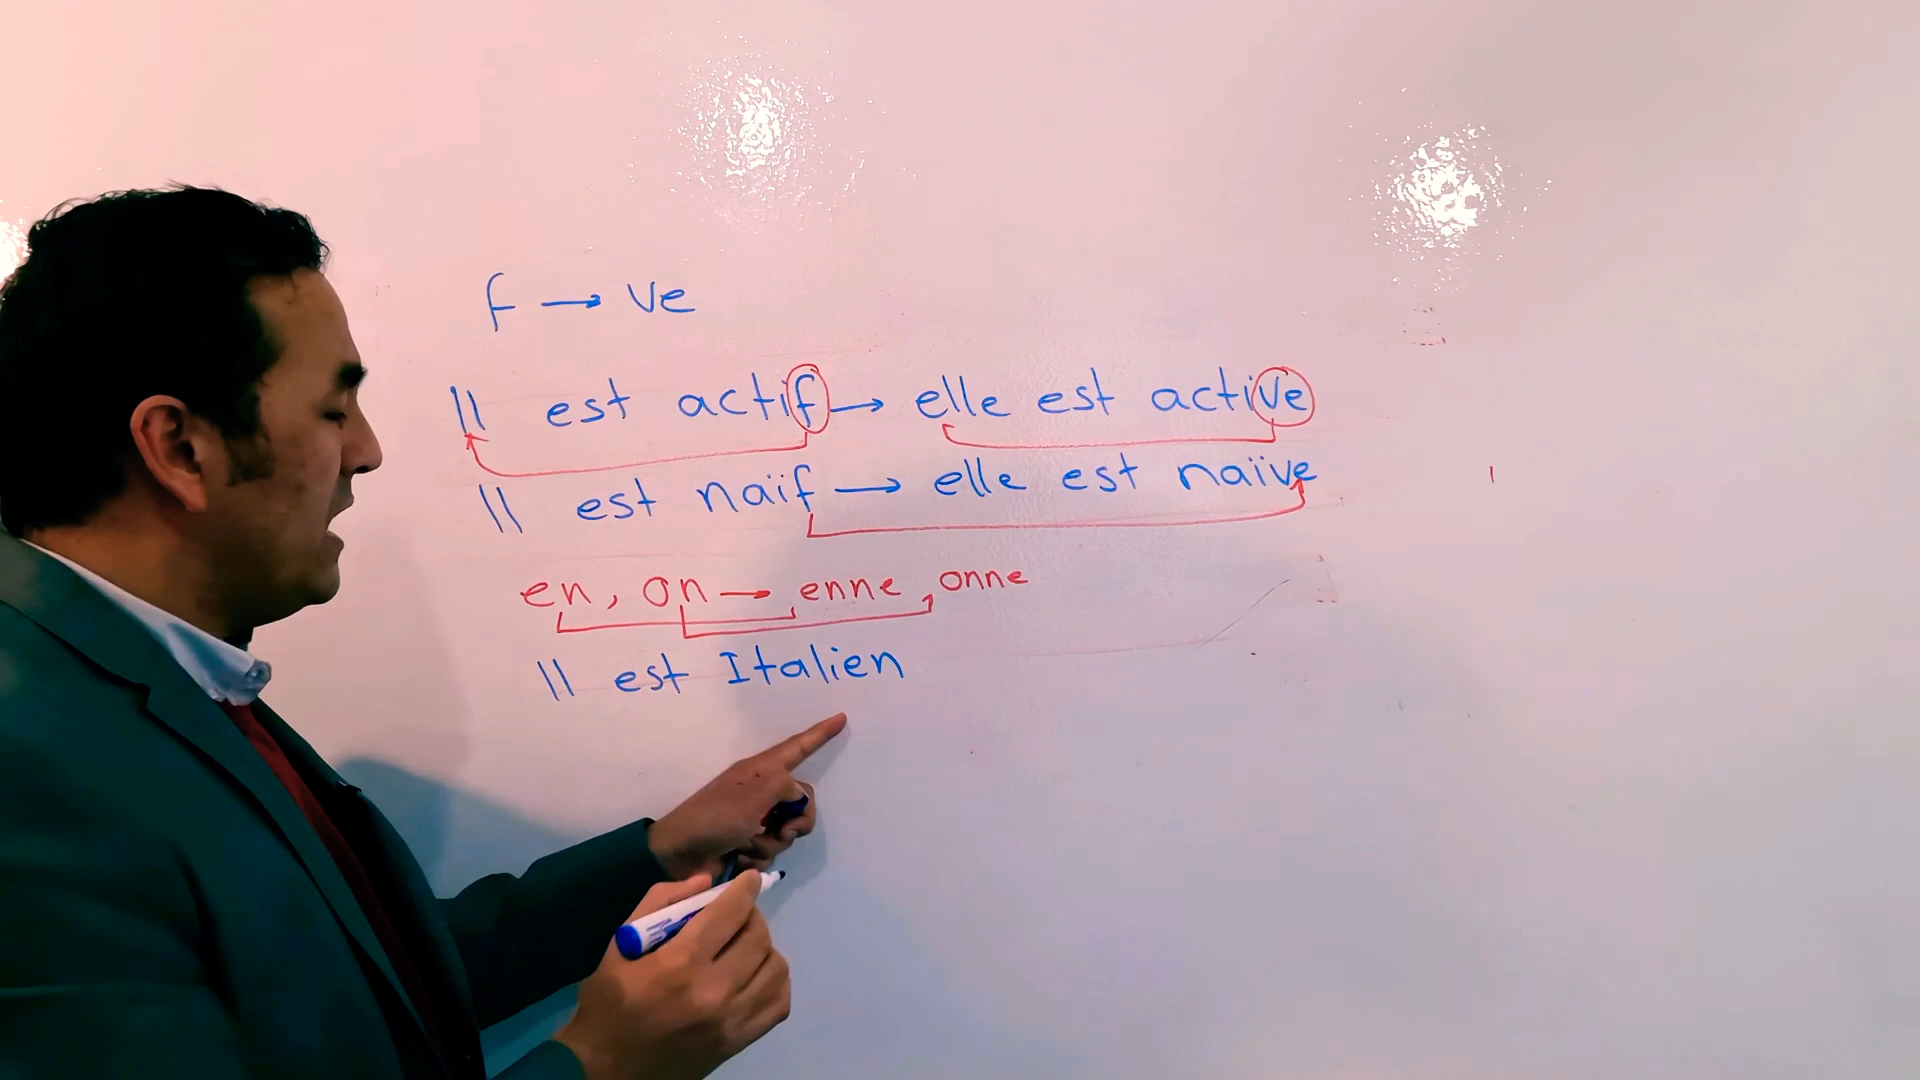 f → ve
Il est actif → elle est active
Il est naïf → elle est naïve
en, on → enne, onne
Il est Italien